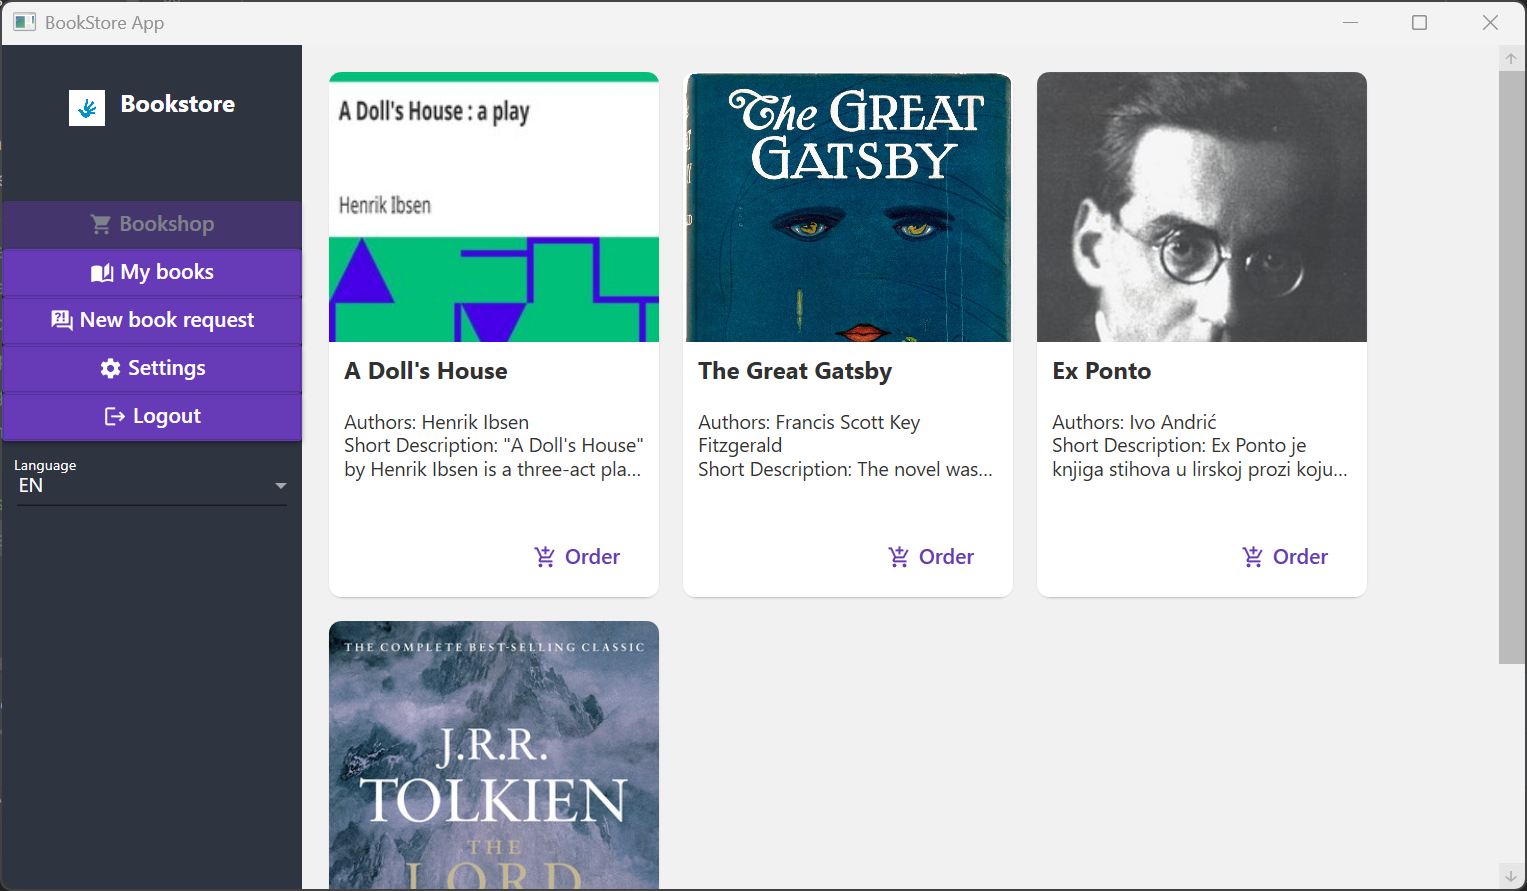 BookStore App
Bookstore
Bookshop
My books
New book request
Settings
Logout
Language
EN
A Doll's House : a play
Henrik Ibsen
A Doll's House
Authors: Henrik Ibsen
Short Description: "A Doll's House"
by Henrik Ibsen is a three-act pla...
Order
The GREAT
GATSBY
The Great Gatsby
Authors: Francis Scott Key
Fitzgerald
Short Description: The novel was...
Order
Ex Ponto
Authors: Ivo Andrić
Short Description: Ex Ponto je
knjiga stihova u lirskoj prozi koju...
Order
THE COMPLETE BEST-SELLING CLASSIC
J.R.R.
TOLKIEN
THE
LORD